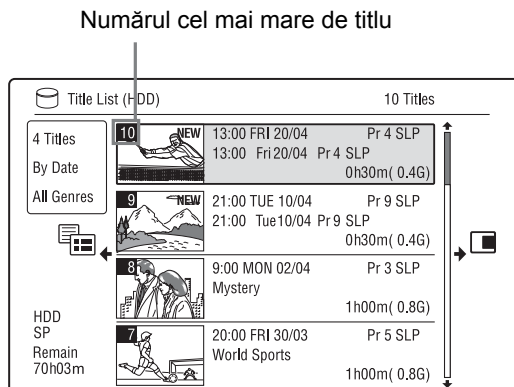 Numărul cel mai mare de titlu
Title List (HDD) 10 Titles
4 Titles
By Date
All Genres
10 NEW 13:00 FRI 20/04 Pr 4 SLP
13:00 Fri 20/04 Pr 4 SLP
0h30m( 0.4G)
9 NEW 21:00 TUE 10/04 Pr 9 SLP
21:00 Tue10/04 Pr 9 SLP
0h30m( 0.4G)
8 9:00 MON 02/04 Pr 3 SLP
Mystery
1h00m( 0.8G)
7 20:00 FRI 30/03 Pr 5 SLP
World Sports
1h00m( 0.8G)
HDD
SP
Remain
70h03m